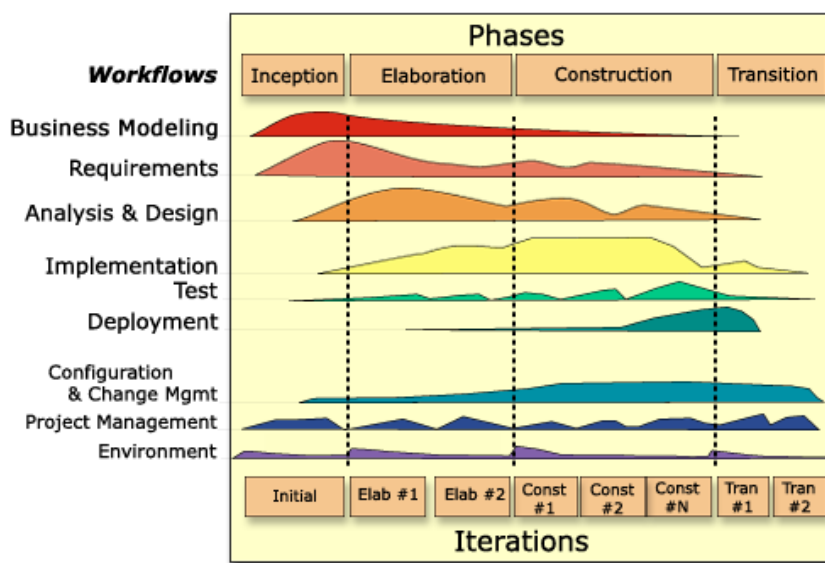 Phases
Workflows
Inception
Elaboration
Construction
Transition
Business Modeling
Requirements
Analysis & Design
Implementation
Test
Deployment
Configuration
& Change Mgmt
Project Management
Environment
Initial
Elab #1
Elab #2
Const
#1
Const
#2
Const
#N
Tran
#1
Tran
#2
Iterations